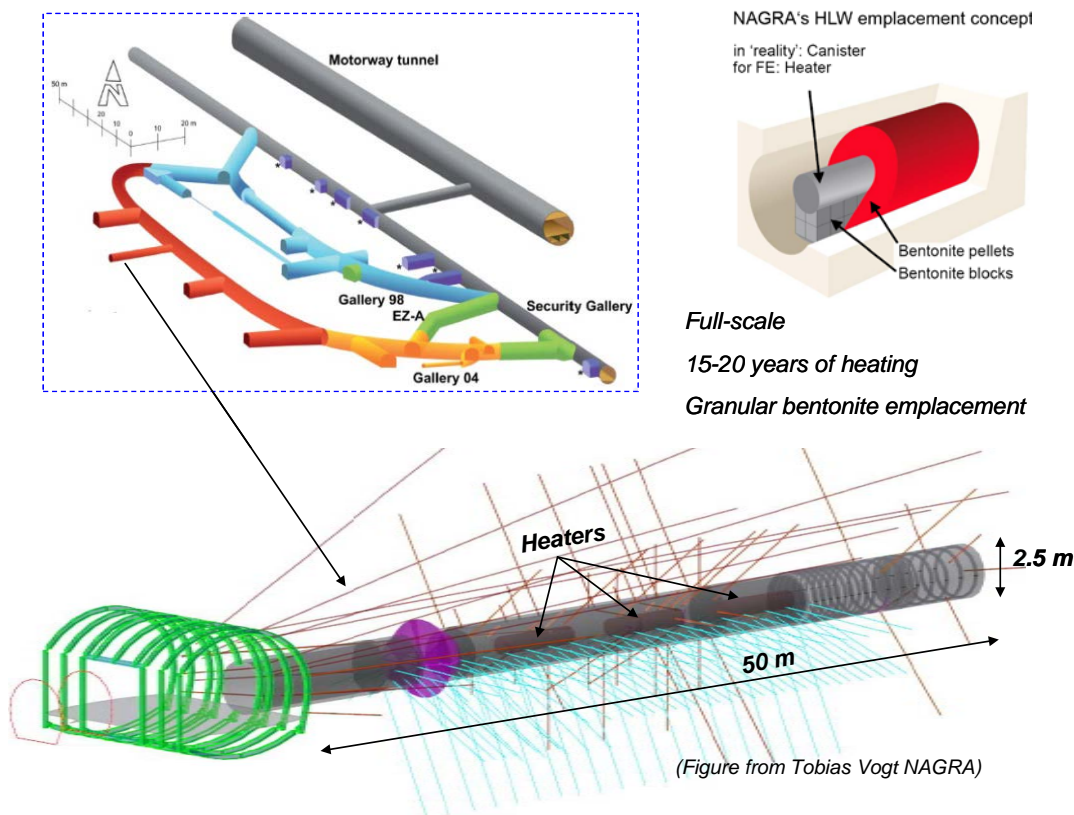 Motorway tunnel
N
50 m
20
10
0
10
20 m
*
*
*
*
*
*
*
Gallery 98
EZ-A
Security Gallery
Gallery 04
NAGRA's HLW emplacement concept
in 'reality': Canister
for FE: Heater
Bentonite pellets
Bentonite blocks
Full-scale
15-20 years of heating
Granular bentonite emplacement
Heaters
2.5 m
50 m
(Figure from Tobias Vogt NAGRA)